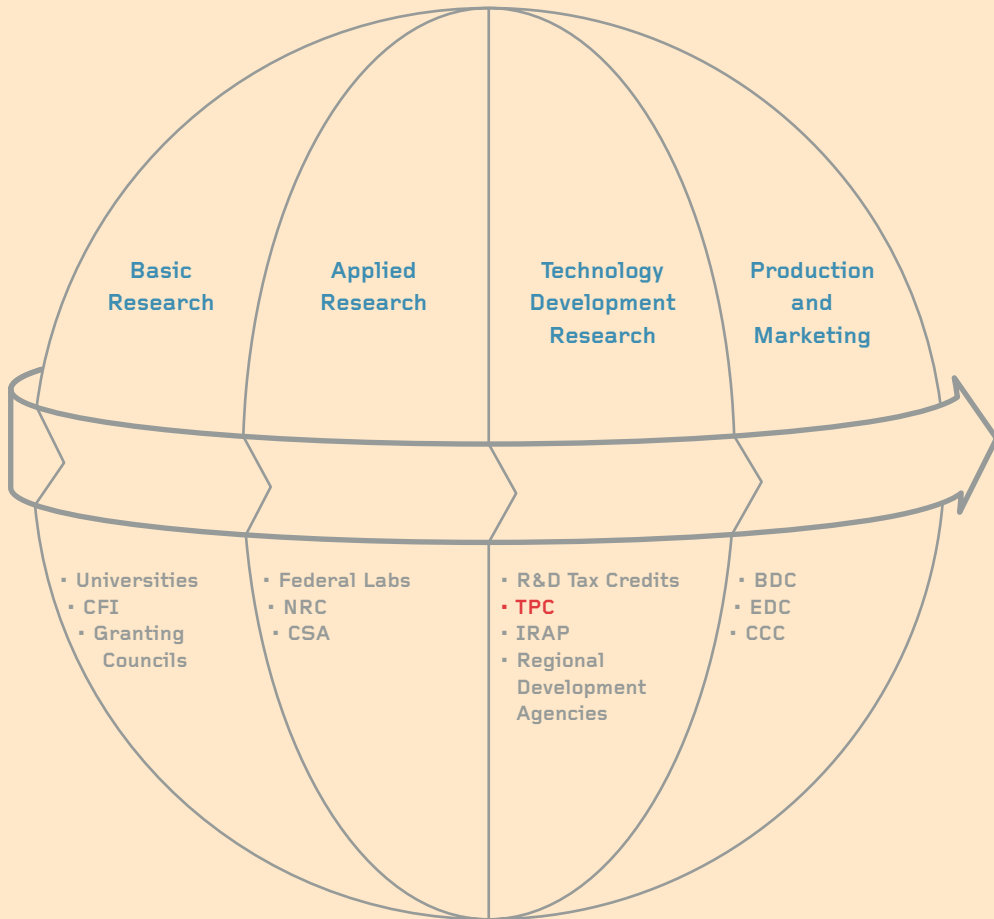 Basic
Research
Applied
Research
Technology
Development
Research
Production
and
Marketing
· Universities
· CFI
· Granting
Councils
· Federal Labs
· NRC
· CSA
· R&D Tax Credits
· TPC
· IRAP
· Regional
Development
Agencies
· BDC
· EDC
· CCC